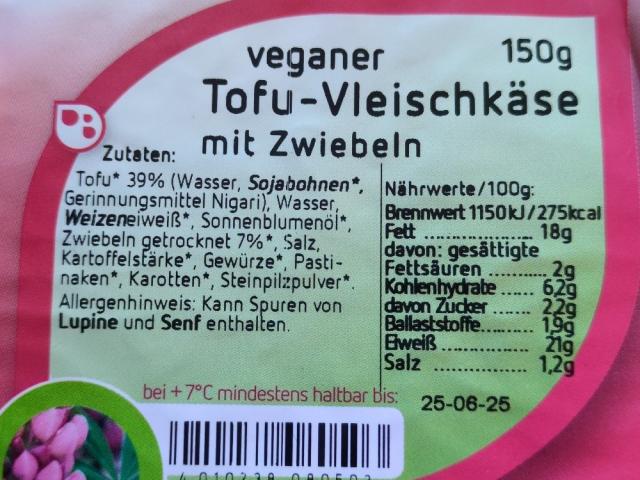 veganer 150g
Tofu-Vleischkäse
mit Zwiebeln
Zutaten:
Tofu* 39% (Wasser, Sojabohnen*,
Gerinnungsmittel Nigari), Wasser,
Weizeneiweiß*, Sonnenblumenöl*,
Zwiebeln getrocknet 7%*, Salz,
Kartoffelstärke*, Gewürze*, Pasti-
naken*, Karotten*, Steinpilzpulver*.
Allergenhinweis: Kann Spuren von
Lupine und Senf enthalten.
Nährwerte/100g:
Brennwert 1150kJ/275kcal
Fett .................. 18g
davon: gesättigte
Fettsäuren ......... 2g
Kohlenhydrate ...... 6,2g
davon Zucker ...... 2,2g
Ballaststoffe....... 1,9g
Eiweiß .............. 21g
Salz .............. 1,2g
bei +7°C mindestens haltbar bis:
25-06-25